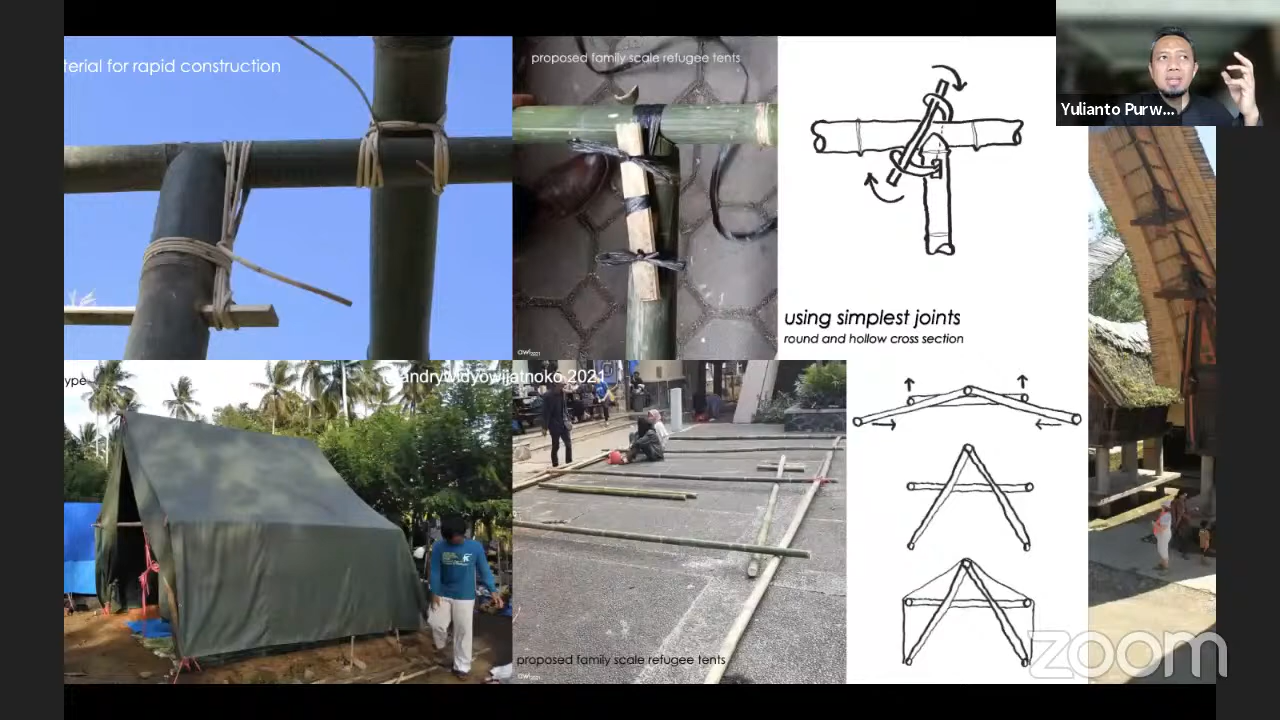 terial for rapid construction
proposed family scale refugee tents
Yulianto Purw...
using simplest joints
round and hollow cross section
ype
andrywidyowijatnoko 2021
proposed family scale refugee tents
zoom